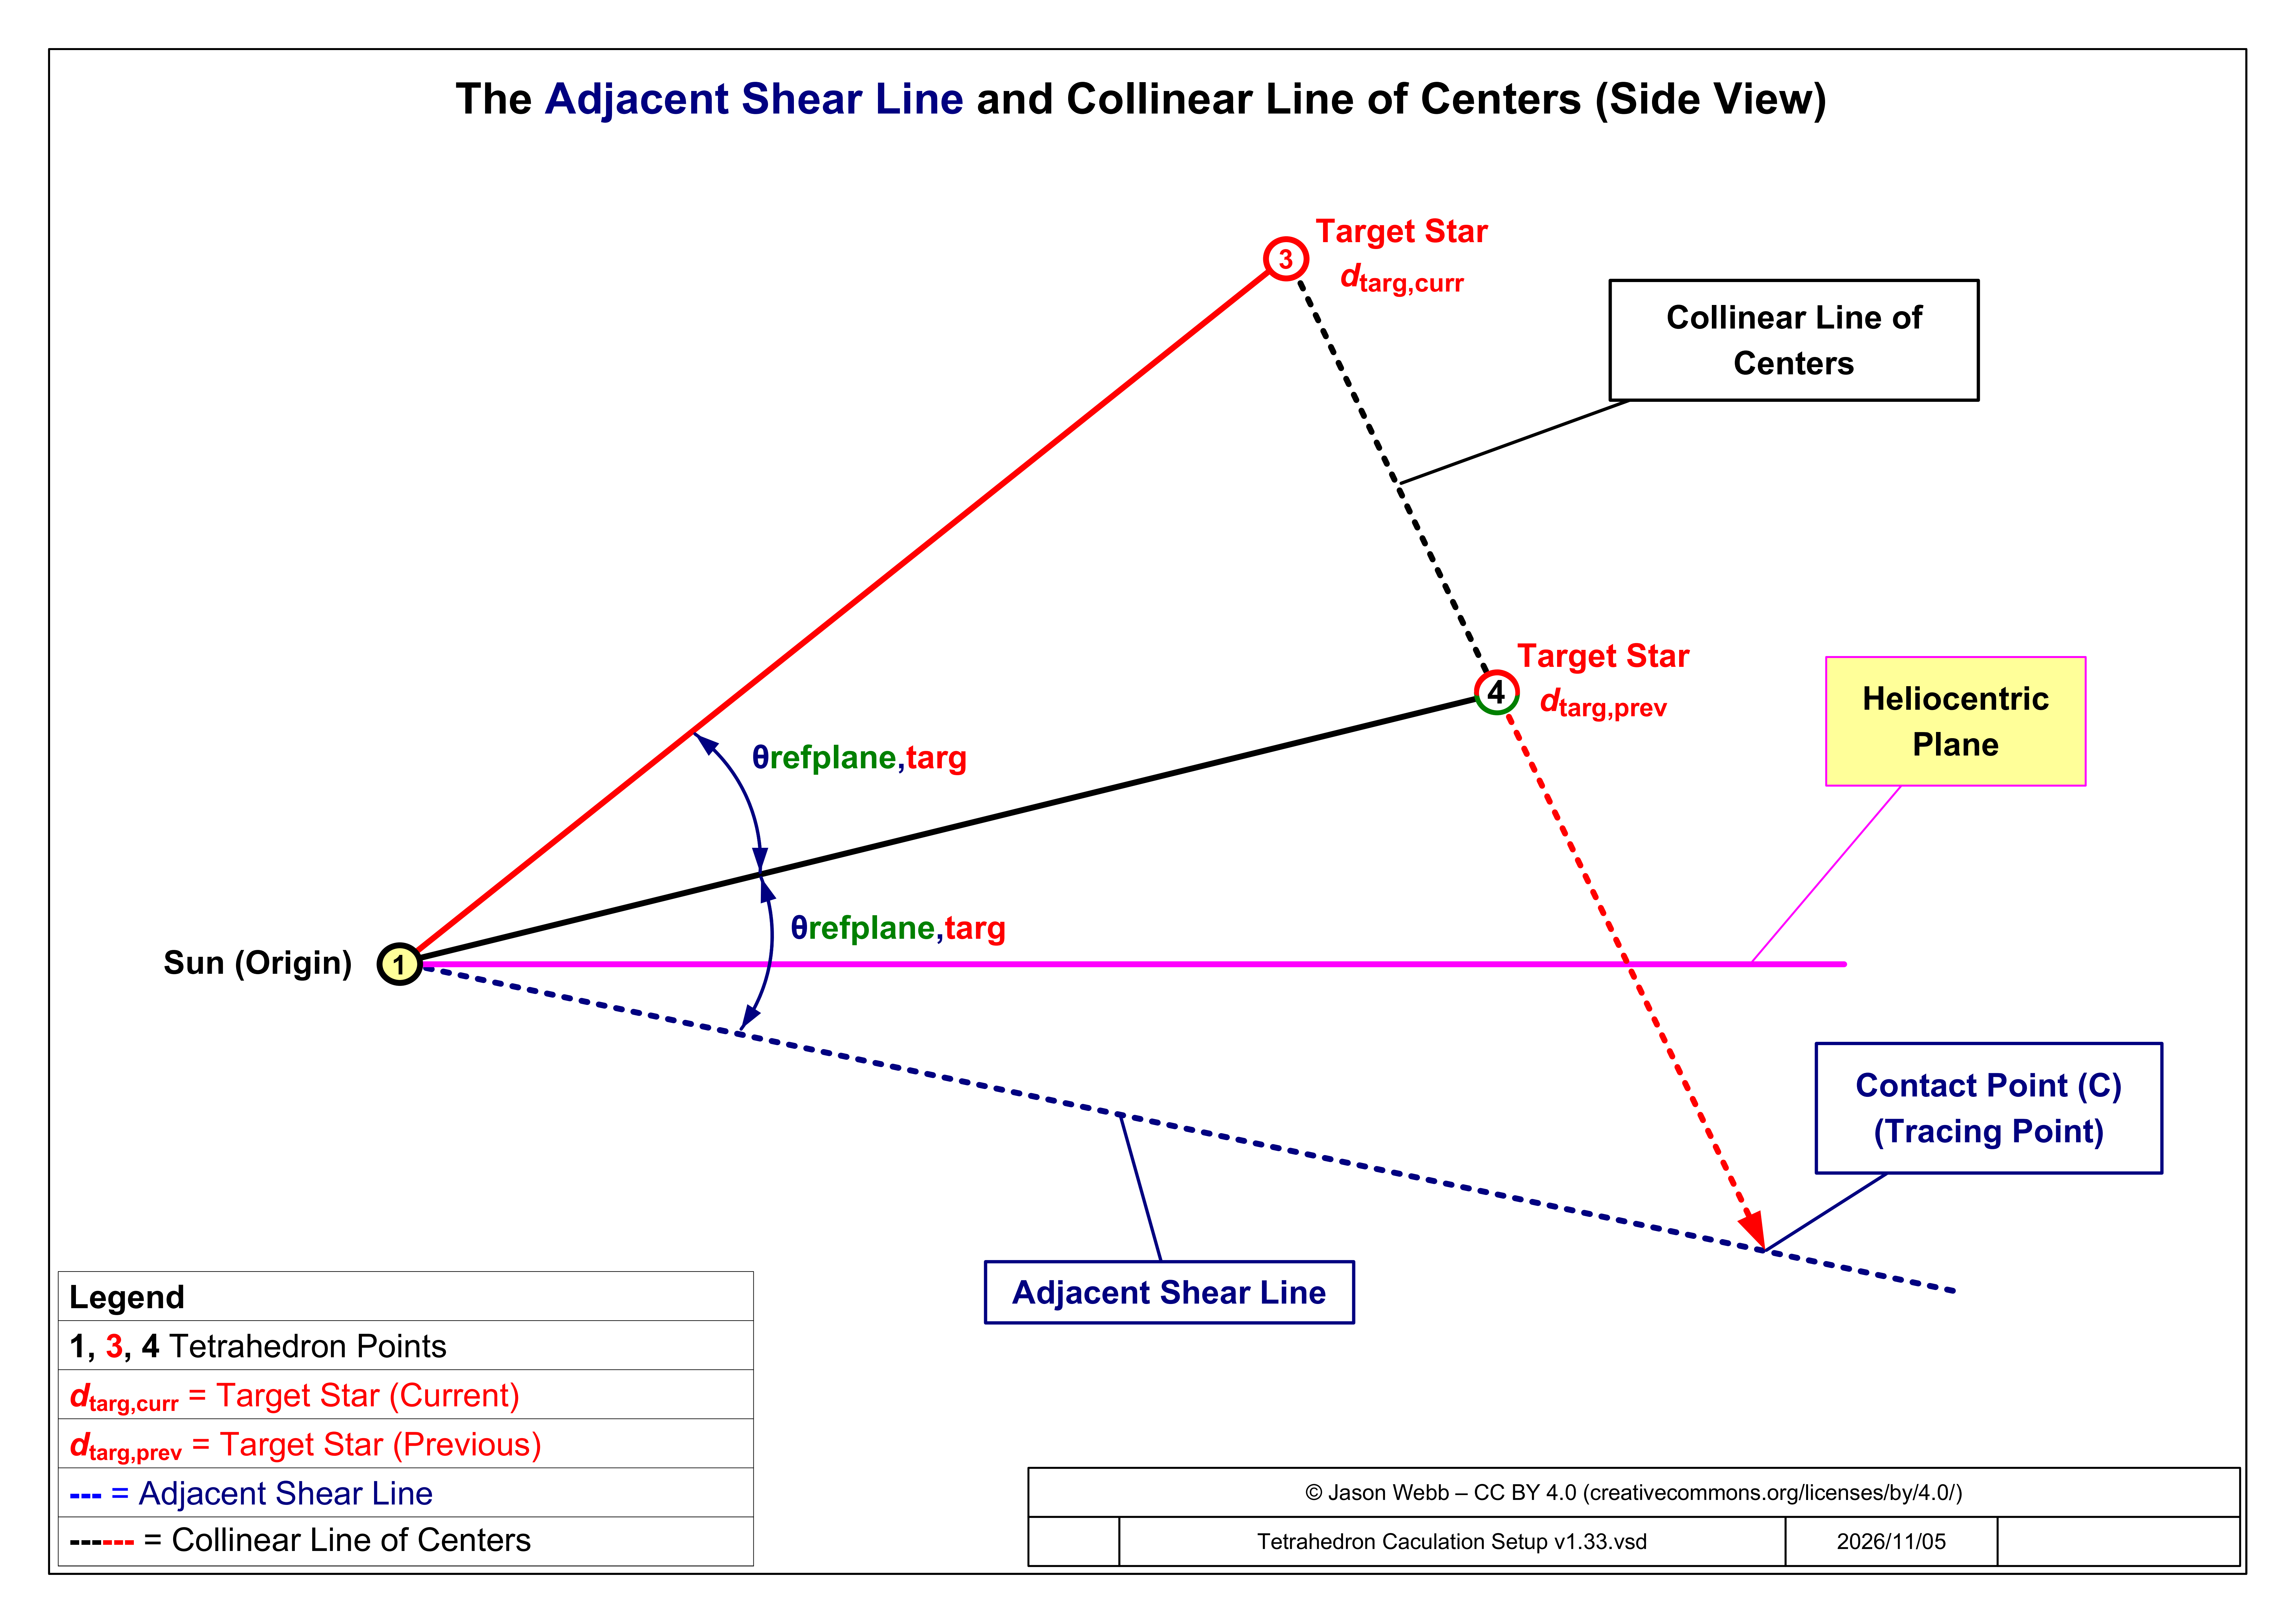 The Adjacent Shear Line and Collinear Line of Centers (Side View)
3
Target Star
dtarg,curr
Collinear Line of
Centers
4
Target Star
dtarg,prev
Heliocentric
Plane
θrefplane,targ
θrefplane,targ
Sun (Origin)
1
Contact Point (C)
(Tracing Point)
Adjacent Shear Line
Legend
1, 3, 4 Tetrahedron Points
dtarg,curr = Target Star (Current)
dtarg,prev = Target Star (Previous)
--- = Adjacent Shear Line
------ = Collinear Line of Centers
© Jason Webb – CC BY 4.0 (creativecommons.org/licenses/by/4.0/)
Tetrahedron Caculation Setup v1.33.vsd
2026/11/05